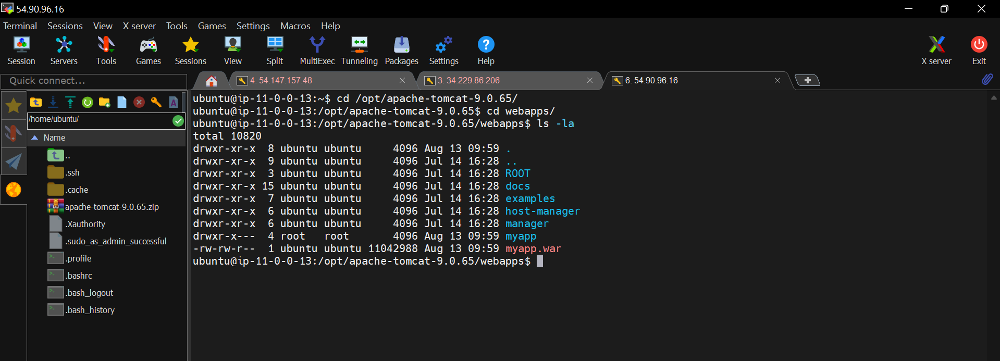 54.90.96.16
Terminal Sessions View X server Tools Games Settings Macros Help
Session Servers Tools Games Sessions View Split MultiExec Tunneling Packages Settings Help X server Exit
Quick connect...
4. 54.147.157.48
3. 34.229.86.206
6. 54.90.96.16
/home/ubuntu/
Name
..
.ssh
.cache
apache-tomcat-9.0.65.zip
.Xauthority
.sudo_as_admin_successful
.profile
.bashrc
.bash_logout
.bash_history
ubuntu@ip-11-0-0-13:~$ cd /opt/apache-tomcat-9.0.65/
ubuntu@ip-11-0-0-13:/opt/apache-tomcat-9.0.65$ cd webapps/
ubuntu@ip-11-0-0-13:/opt/apache-tomcat-9.0.65/webapps$ ls -la
total 10820
drwxr-xr-x  8 ubuntu ubuntu     4096 Aug 13 09:59 .
drwxr-xr-x  9 ubuntu ubuntu     4096 Jul 14 16:28 ..
drwxr-xr-x  3 ubuntu ubuntu     4096 Jul 14 16:28 ROOT
drwxr-xr-x 15 ubuntu ubuntu     4096 Jul 14 16:28 docs
drwxr-xr-x  7 ubuntu ubuntu     4096 Jul 14 16:28 examples
drwxr-xr-x  6 ubuntu ubuntu     4096 Jul 14 16:28 host-manager
drwxr-xr-x  6 ubuntu ubuntu     4096 Jul 14 16:28 manager
drwxr-x---  4 root   root       4096 Aug 13 09:59 myapp
-rw-rw-r--  1 ubuntu ubuntu 11042988 Aug 13 09:59 myapp.war
ubuntu@ip-11-0-0-13:/opt/apache-tomcat-9.0.65/webapps$